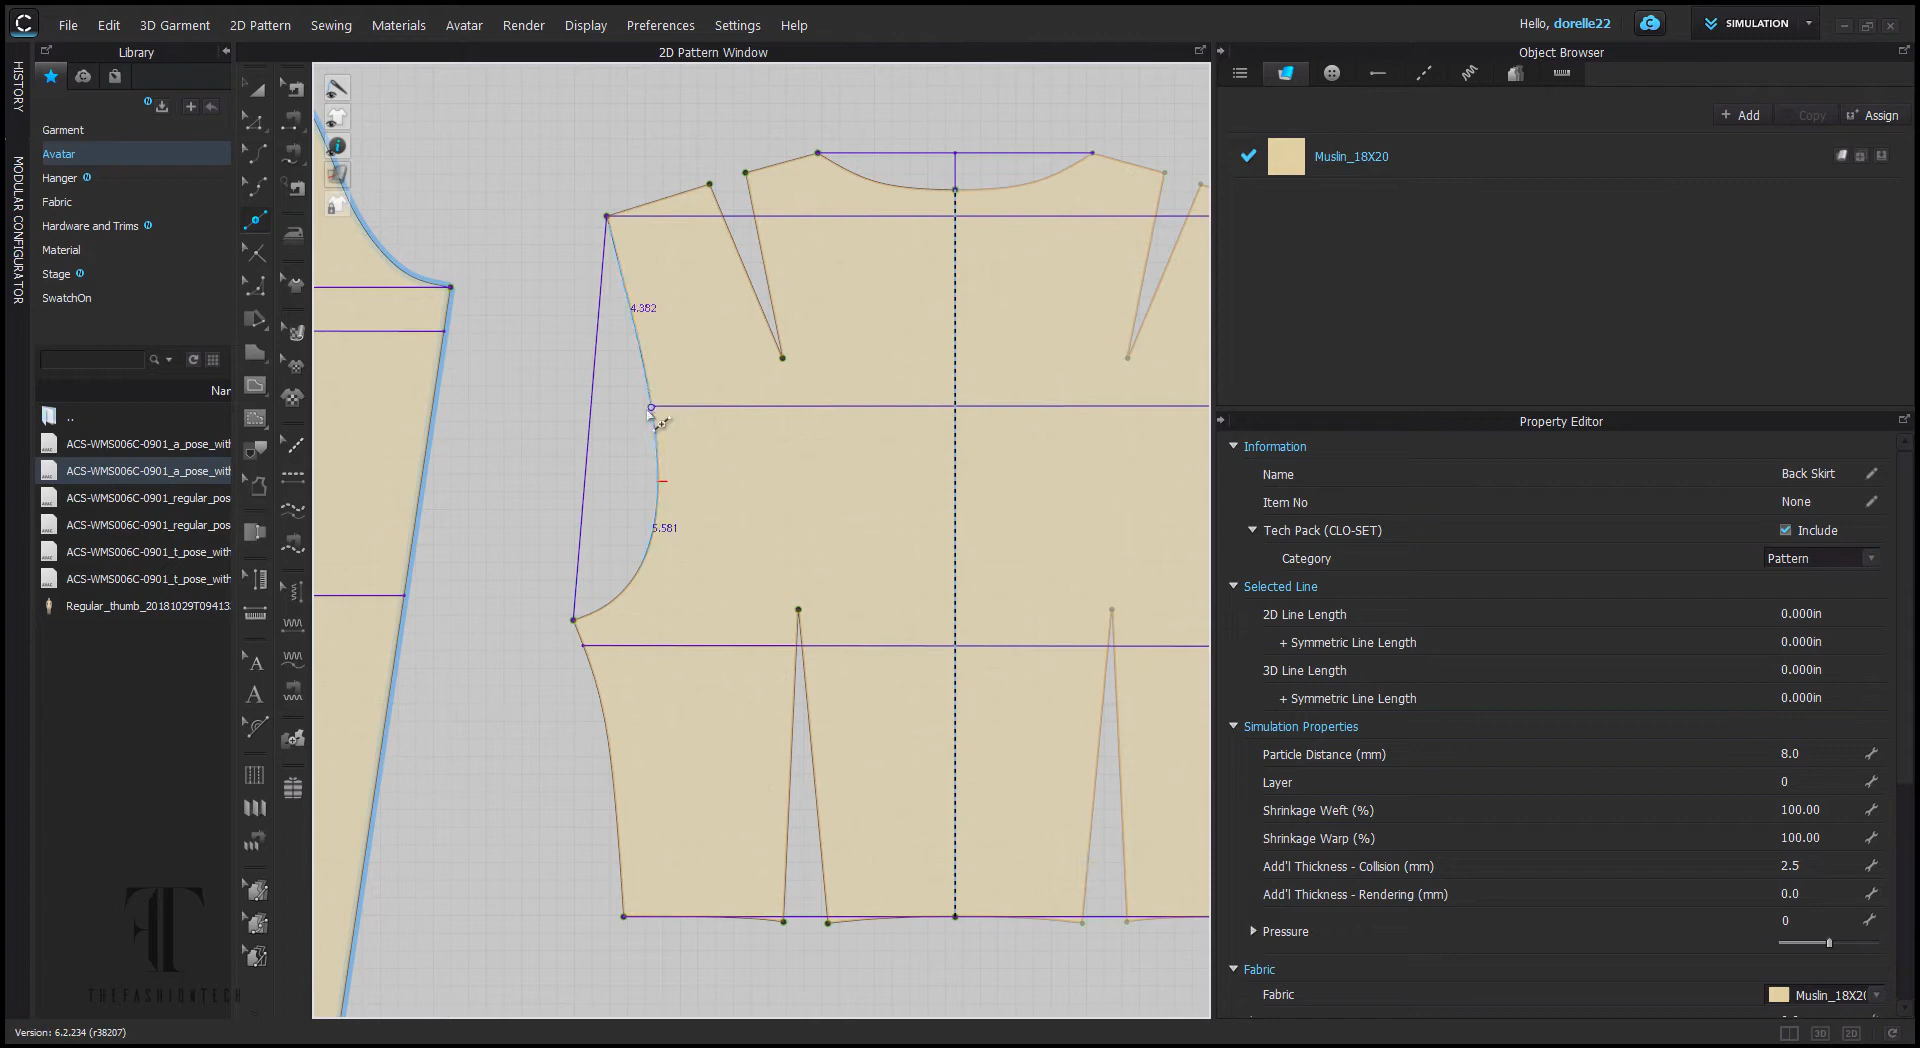 File Edit 3D Garment 2D Pattern Sewing Materials Avatar Render Display Preferences Settings Help
Hello, dorelle22
SIMULATION
Library
2D Pattern Window
Object Browser
HISTORY
MODULAR CONFIGURATOR
Garment
Avatar
Hanger
Fabric
Hardware and Trims
Material
Stage
SwatchOn
Nar
..
ACS-WMS006C-0901_a_pose_with
ACS-WMS006C-0901_a_pose_with
ACS-WMS006C-0901_regular_pos
ACS-WMS006C-0901_regular_pos
ACS-WMS006C-0901_t_pose_with
ACS-WMS006C-0901_t_pose_with
Regular_thumb_20181029T09413
THEFASHIONTECH
4.382
5.581
+ Add Copy Assign
Muslin_18X20
Property Editor
Information
Name Back Skirt
Item No None
Tech Pack (CLO-SET) Include
Category Pattern
Selected Line
2D Line Length 0.000in
+ Symmetric Line Length 0.000in
3D Line Length 0.000in
+ Symmetric Line Length 0.000in
Simulation Properties
Particle Distance (mm) 8.0
Layer 0
Shrinkage Weft (%) 100.00
Shrinkage Warp (%) 100.00
Add'l Thickness - Collision (mm) 2.5
Add'l Thickness - Rendering (mm) 0.0
Pressure 0
Fabric
Fabric Muslin_18X20
Version: 6.2.234 (r38207)
3D 2D